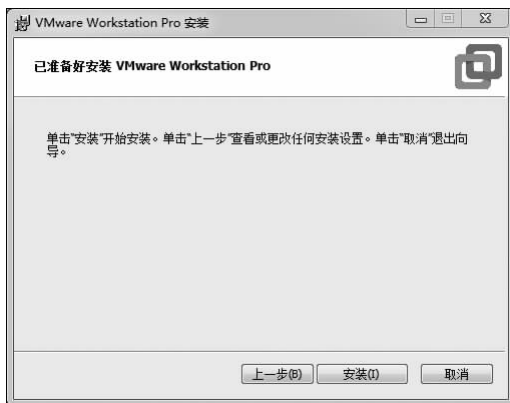 VMware Workstation Pro 安装
已准备好安装 VMware Workstation Pro
单击"安装"开始安装。单击"上一步"查看或更改任何安装设置。单击"取消"退出向
导。
上一步(B) 安装(I) 取消